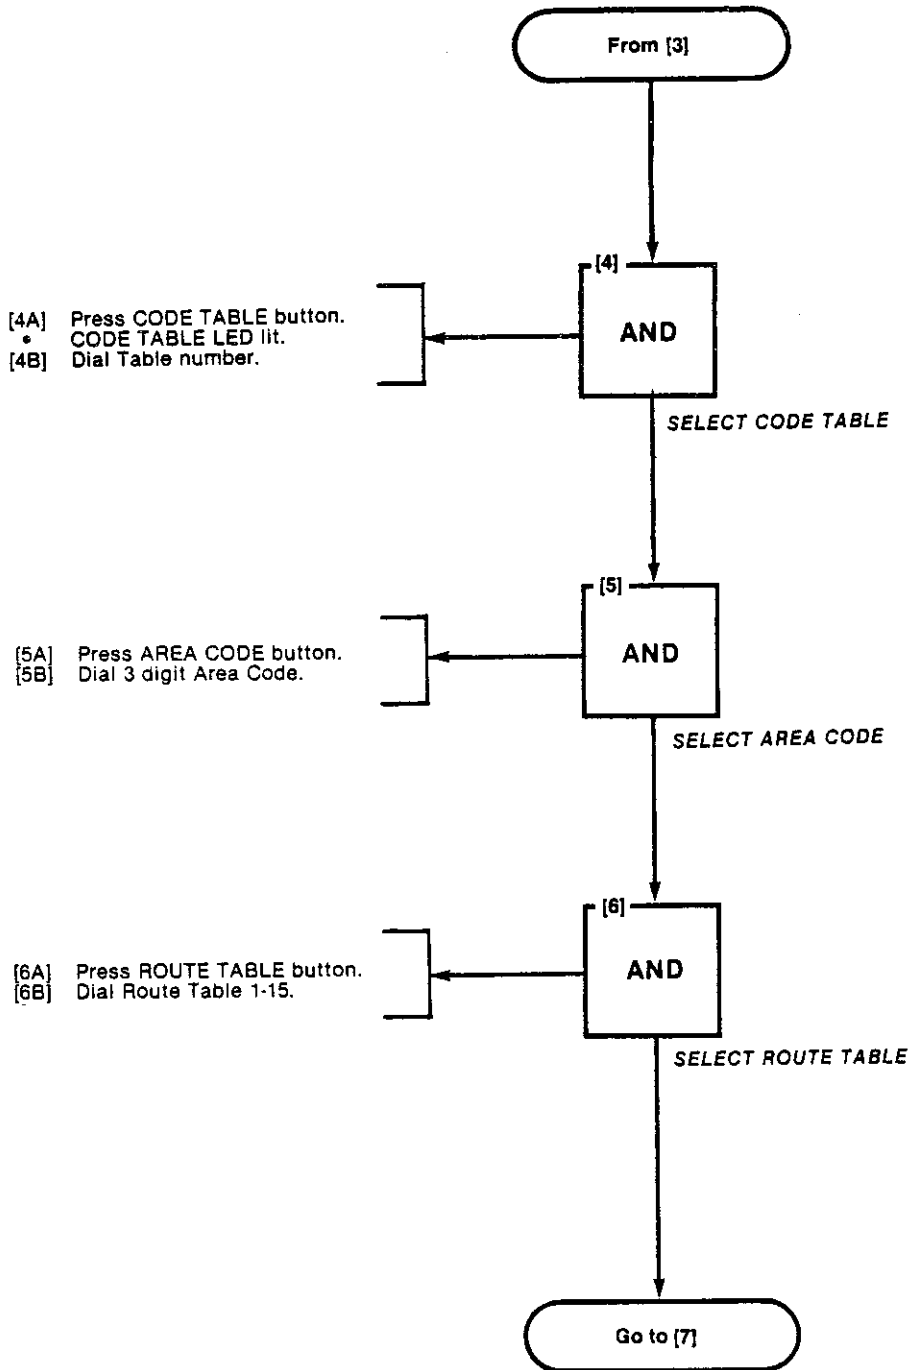 From [3]
[4]
AND
[4A] Press CODE TABLE button.
• CODE TABLE LED lit.
[4B] Dial Table number.
SELECT CODE TABLE
[5]
AND
[5A] Press AREA CODE button.
[5B] Dial 3 digit Area Code.
SELECT AREA CODE
[6]
AND
[6A] Press ROUTE TABLE button.
[6B] Dial Route Table 1-15.
SELECT ROUTE TABLE
Go to [7]